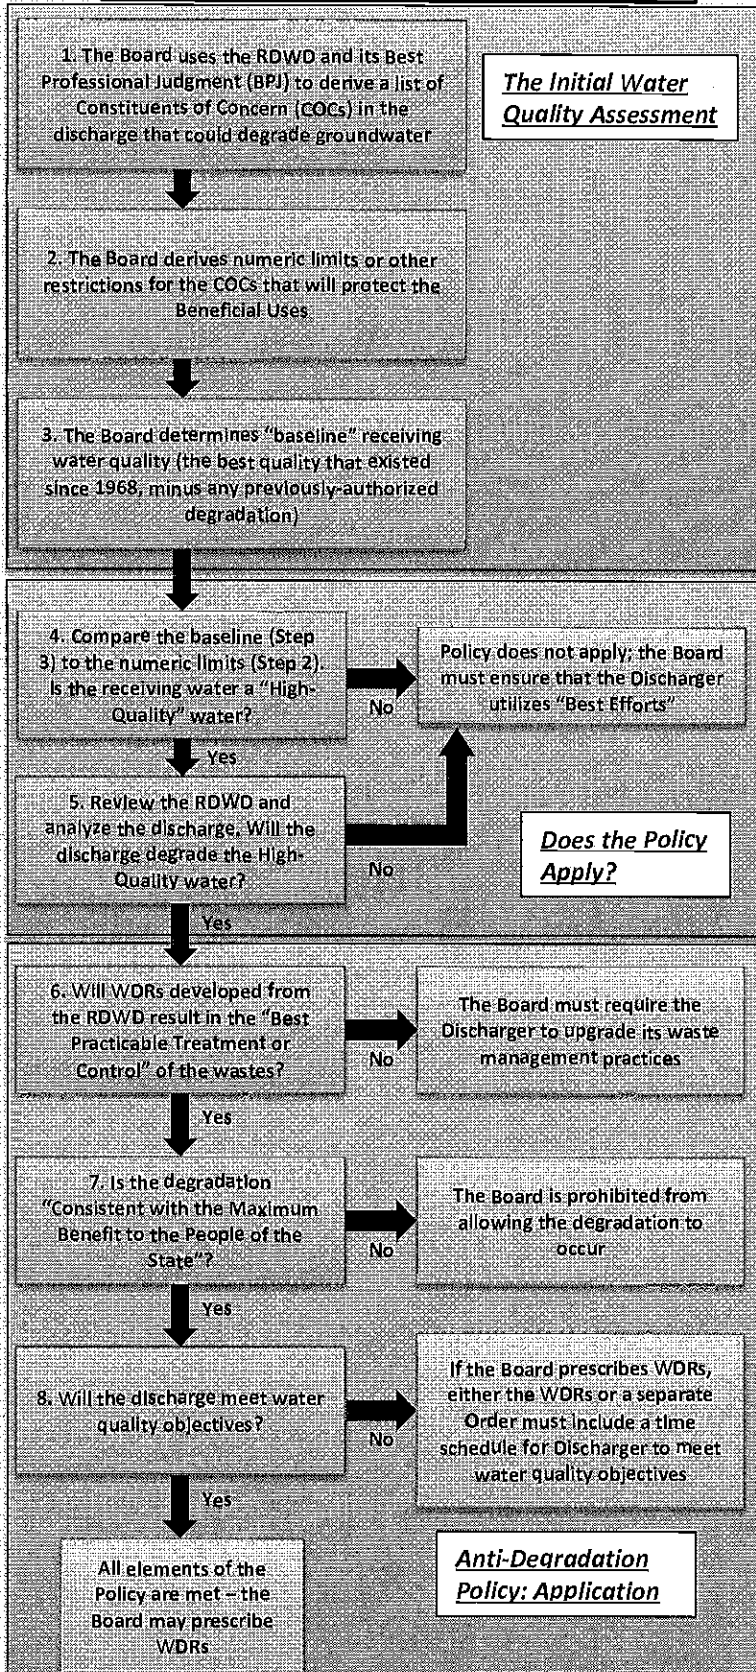 1. The Board uses the RDWD and its Best
Professional Judgment (BPJ) to derive a list of
Constituents of Concern (COCs) in the
discharge that could degrade groundwater
The Initial Water
Quality Assessment
2. The Board derives numeric limits or other
restrictions for the COCs that will protect the
Beneficial Uses
3. The Board determines "baseline" receiving
water quality (the best quality that existed
since 1968, minus any previously-authorized
degradation)
4. Compare the baseline (Step
3) to the numeric limits (Step 2).
Is the receiving water a "High-
Quality" water?
No
Policy does not apply; the Board
must ensure that the Discharger
utilizes "Best Efforts"
Yes
5. Review the RDWD and
analyze the discharge. Will the
discharge degrade the High-
Quality water?
No
Does the Policy
Apply?
Yes
6. Will WDRs developed from
the RDWD result in the "Best
Practicable Treatment or
Control" of the wastes?
No
The Board must require the
Discharger to upgrade its waste
management practices
Yes
7. Is the degradation
"Consistent with the Maximum
Benefit to the People of the
State"?
No
The Board is prohibited from
allowing the degradation to
occur
Yes
8. Will the discharge meet water
quality objectives?
No
If the Board prescribes WDRs,
either the WDRs or a separate
Order must include a time
schedule for Discharger to meet
water quality objectives
Yes
All elements of the
Policy are met – the
Board may prescribe
WDRs
Anti-Degradation
Policy: Application